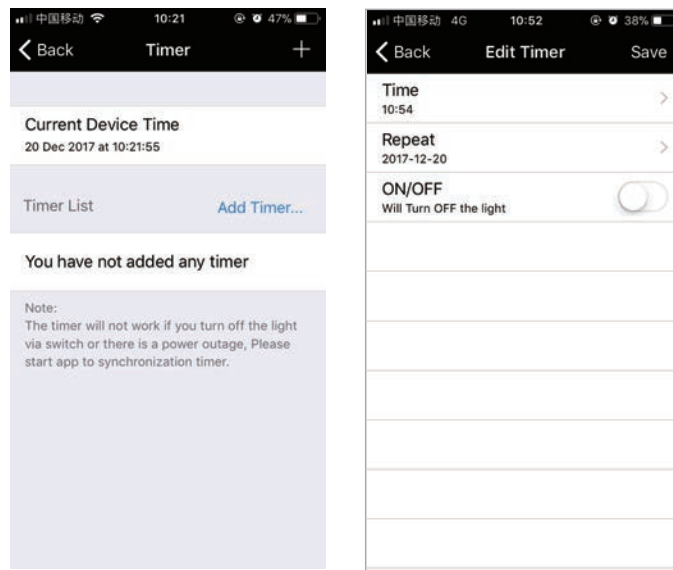 中国移动 10:21 47%
Back Timer +
Current Device Time
20 Dec 2017 at 10:21:55
Timer List Add Timer...
You have not added any timer
Note:
The timer will not work if you turn off the light
via switch or there is a power outage, Please
start app to synchronization timer.
中国移动 4G 10:52 38%
Back Edit Timer Save
Time
10:54
Repeat
2017-12-20
ON/OFF
Will Turn OFF the light